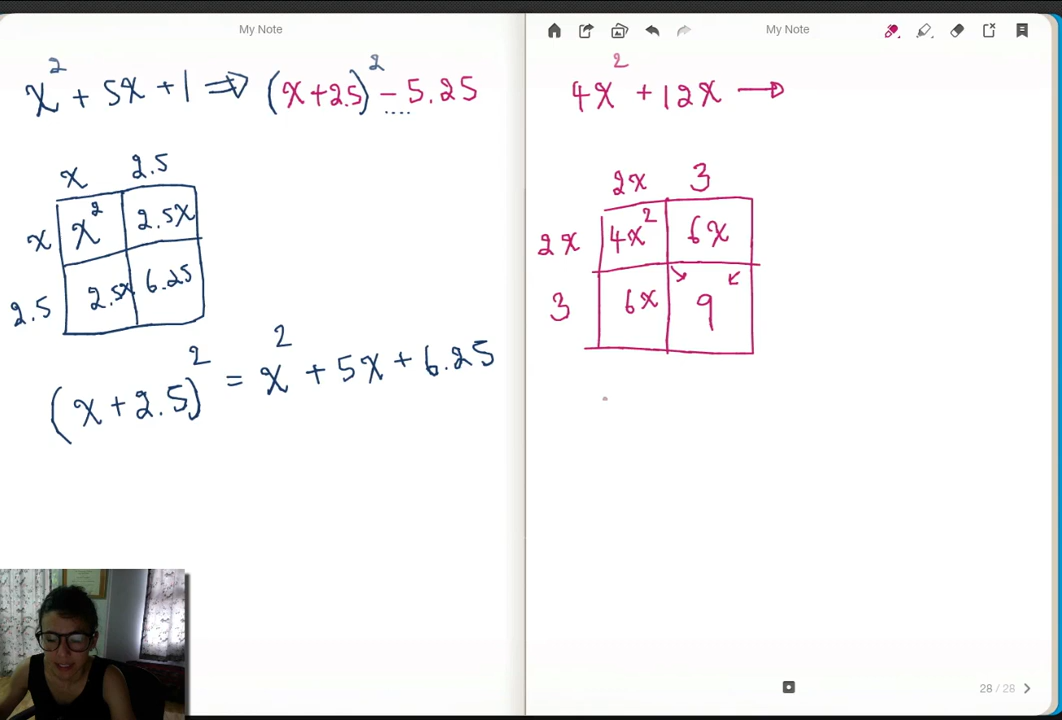 My Note
x² + 5x + 1 ⇒ (x+2.5)² - 5.25
x 2.5
x x² 2.5x
2.5 2.5x 6.25
(x+2.5)² = x² + 5x + 6.25
My Note
4x² + 12x →
2x 3
2x 4x² 6x
3 6x 9
28 / 28